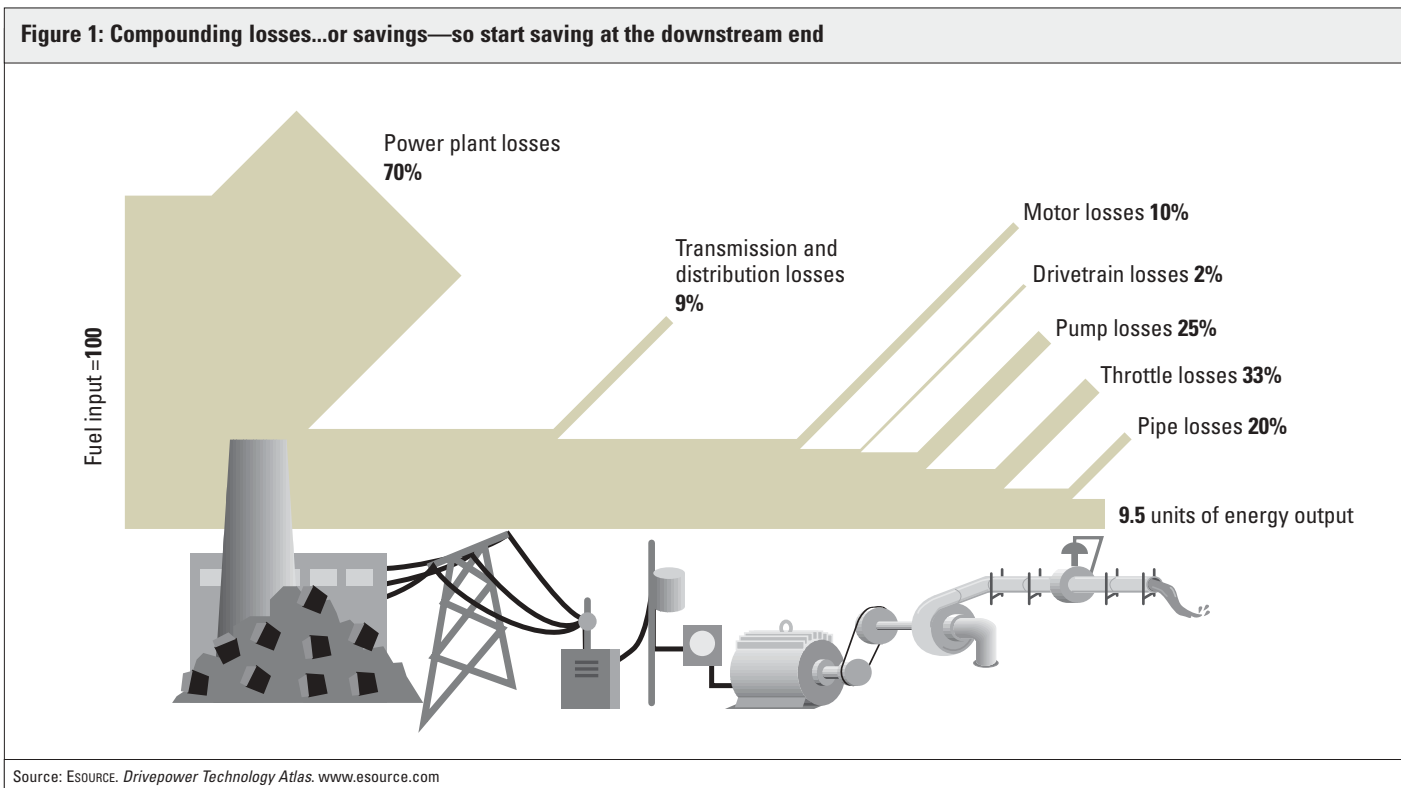 Figure 1: Compounding losses...or savings—so start saving at the downstream end
Power plant losses
70%
Transmission and
distribution losses
9%
Motor losses 10%
Drivetrain losses 2%
Pump losses 25%
Throttle losses 33%
Pipe losses 20%
Fuel input =100
9.5 units of energy output
Source: ESOURCE. Drivepower Technology Atlas. www.esource.com